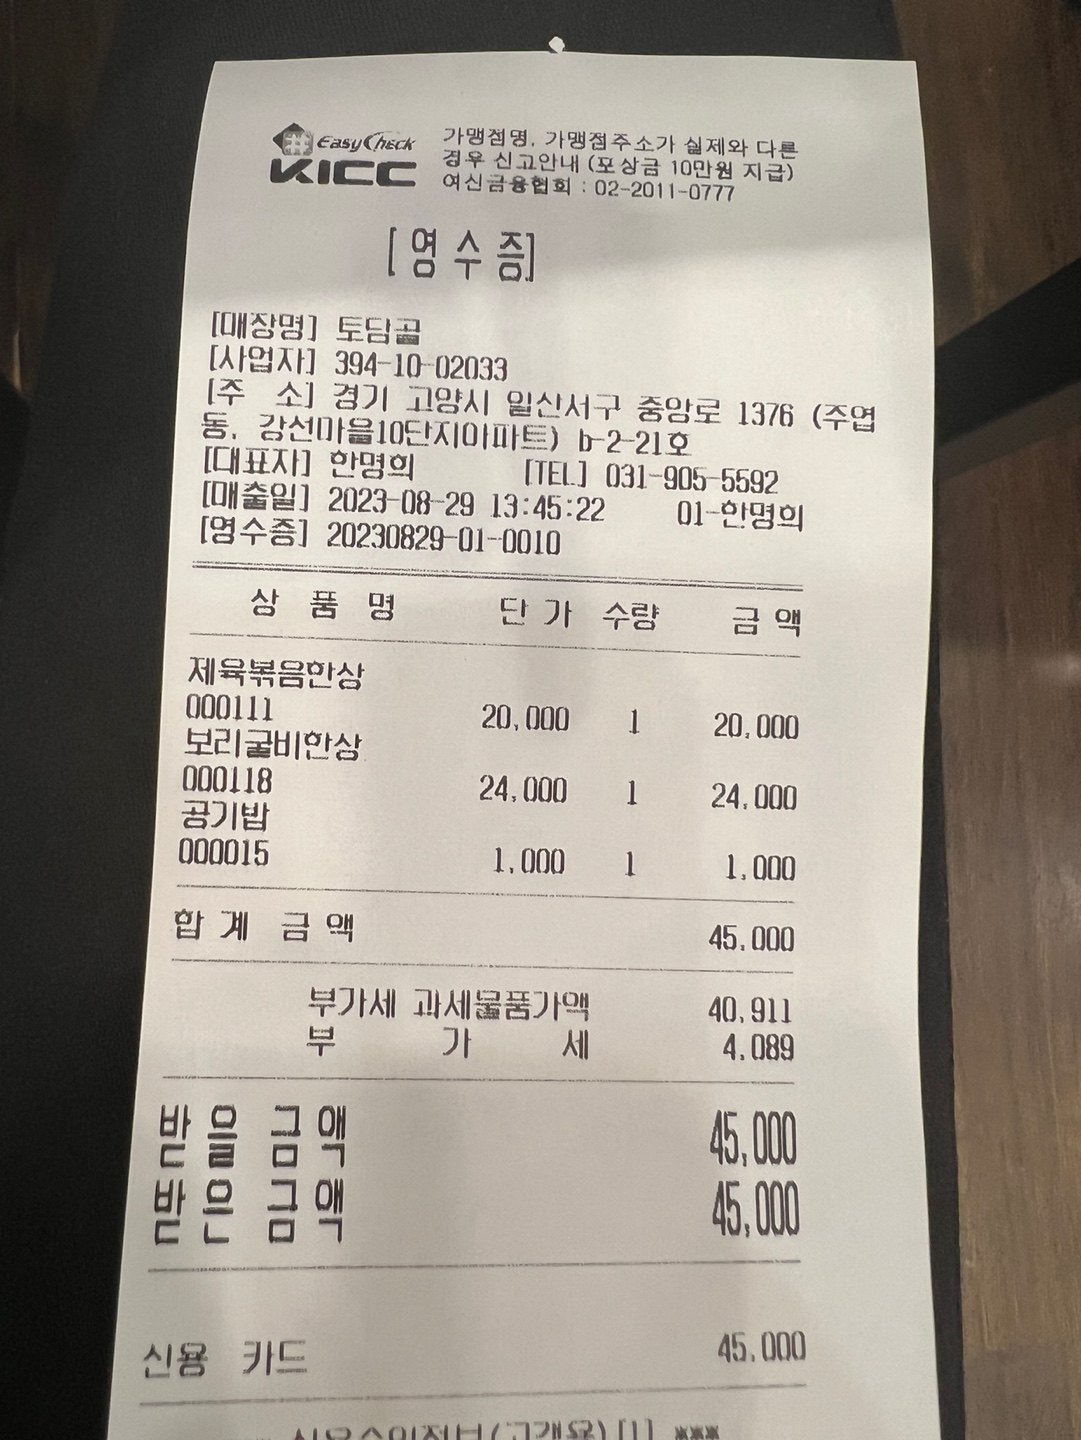 EasyCheck
KICC
가맹점명, 가맹점주소가 실제와 다른
경우 신고안내 (포상금 10만원 지급)
여신금융협회 : 02-2011-0777
[영수증]
[매장명] 토담골
[사업자] 394-10-02033
[주 소] 경기 고양시 일산서구 중앙로 1376 (주엽
동, 강선마을10단지아파트) b-2-21호
[대표자] 한명희 [TEL] 031-905-5592
[매출일] 2023-08-29 13:45:22 01-한명희
[영수증] 20230829-01-0010
상 품 명 단 가 수량 금 액
제육볶음한상
000111 20,000 1 20,000
보리굴비한상
000118 24,000 1 24,000
공기밥
000015 1,000 1 1,000
합 계 금 액 45,000
부가세 과세물품가액 40,911
부 가 세 4,089
받 을 금 액 45,000
받 은 금 액 45,000
신용 카드 45,000
신용승인정보(고객용) [1] ***